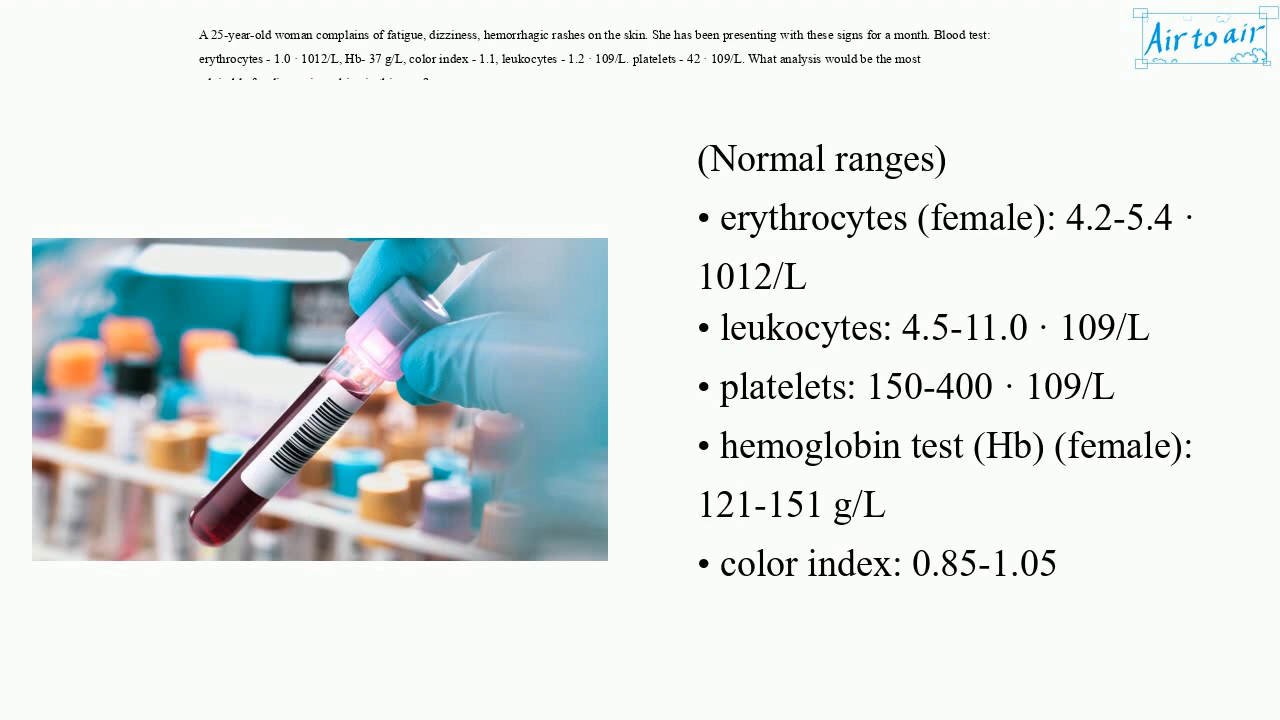 A 25-year-old woman complains of fatigue, dizziness, hemorrhagic rashes on the skin. She has been presenting with these signs for a month. Blood test:
erythrocytes - 1.0 · 1012/L, Hb- 37 g/L, color index - 1.1, leukocytes - 1.2 · 109/L. platelets - 42 · 109/L. What analysis would be the most
Air to air
(Normal ranges)
• erythrocytes (female): 4.2-5.4 ·
1012/L
• leukocytes: 4.5-11.0 · 109/L
• platelets: 150-400 · 109/L
• hemoglobin test (Hb) (female):
121-151 g/L
• color index: 0.85-1.05